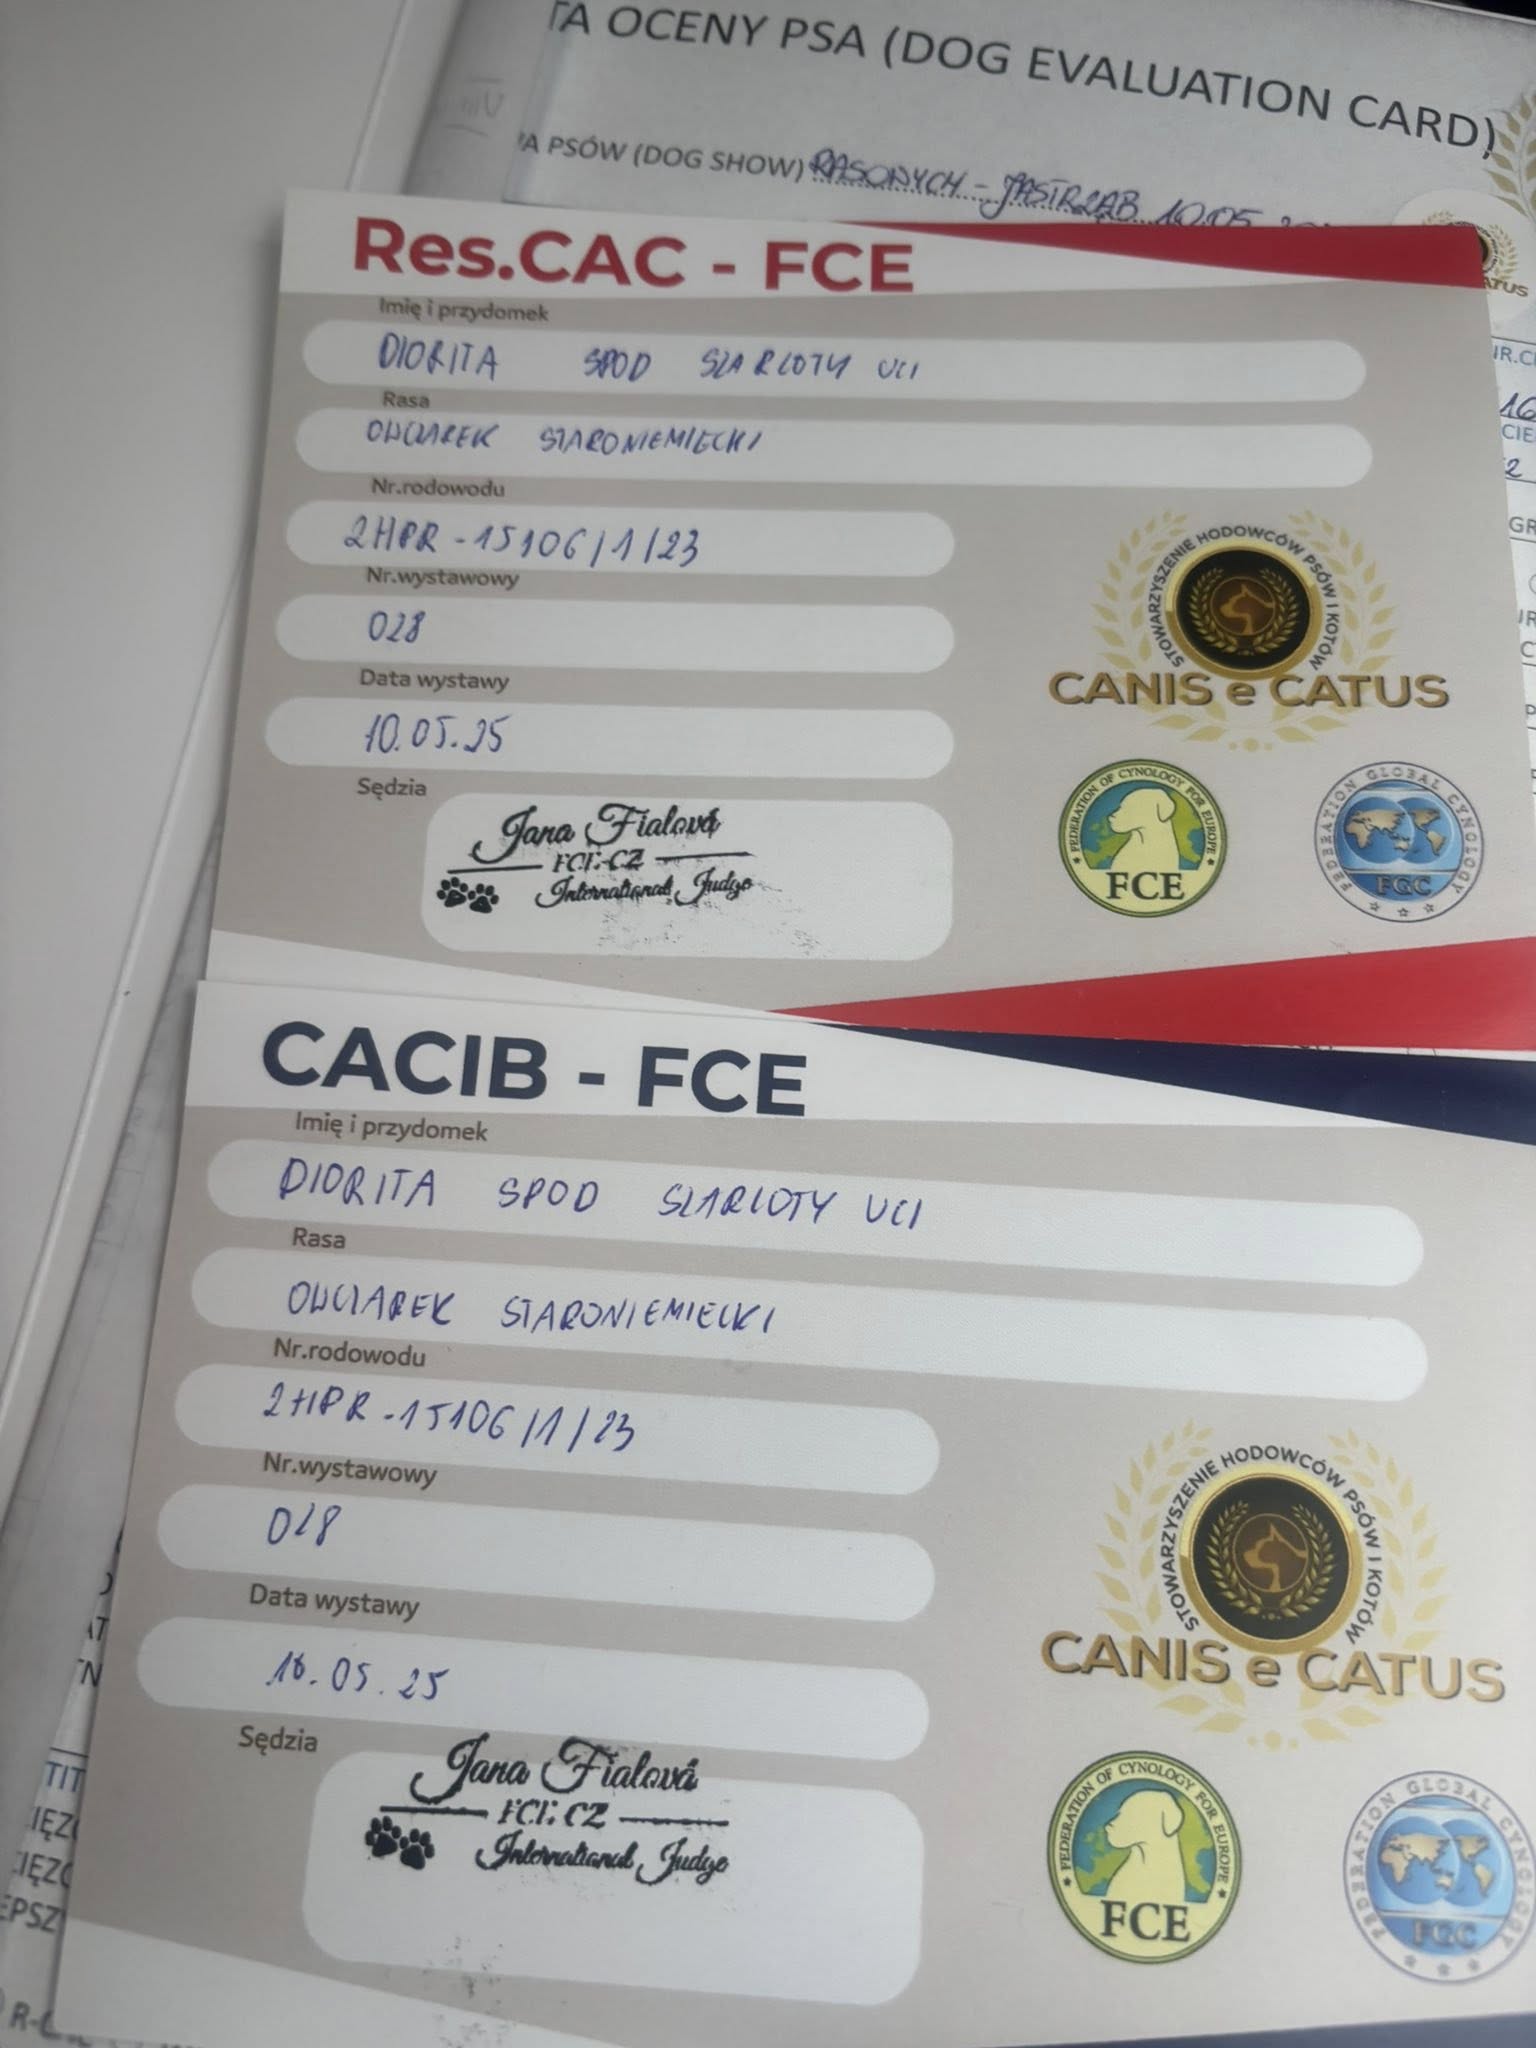 TA OCENY PSA (DOG EVALUATION CARD)
A PSÓW (DOG SHOW) RASOWYCH - JASTRZĄB 10.05
Res.CAC - FCE
Imię i przydomek
DIORITA SPOD SZARLOTY UCI
Rasa
OWCZAREK STARONIEMIECKI
Nr.rodowodu
2HPR-15106/1/23
Nr.wystawowy
028
Data wystawy
10.05.25
Sędzia
Jana Fialová
FCE-CZ
International Judge
STOWARZYSZENIE HODOWCÓW PSÓW I KOTÓW
CANIS e CATUS
FEDERATION OF CYNOLOGY FOR EUROPE
FCE
FEDERATION GLOBAL CYNOLOGY
FGC
CACIB - FCE
Imię i przydomek
DIORITA SPOD SZARLOTY UCI
Rasa
OWCZAREK STARONIEMIECKI
Nr.rodowodu
2HPR-15106/1/23
Nr.wystawowy
028
Data wystawy
10.05.25
Sędzia
Jana Fialová
FCE-CZ
International Judge
STOWARZYSZENIE HODOWCÓW PSÓW I KOTÓW
CANIS e CATUS
FEDERATION OF CYNOLOGY FOR EUROPE
FCE
FEDERATION GLOBAL CYNOLOGY
FGC